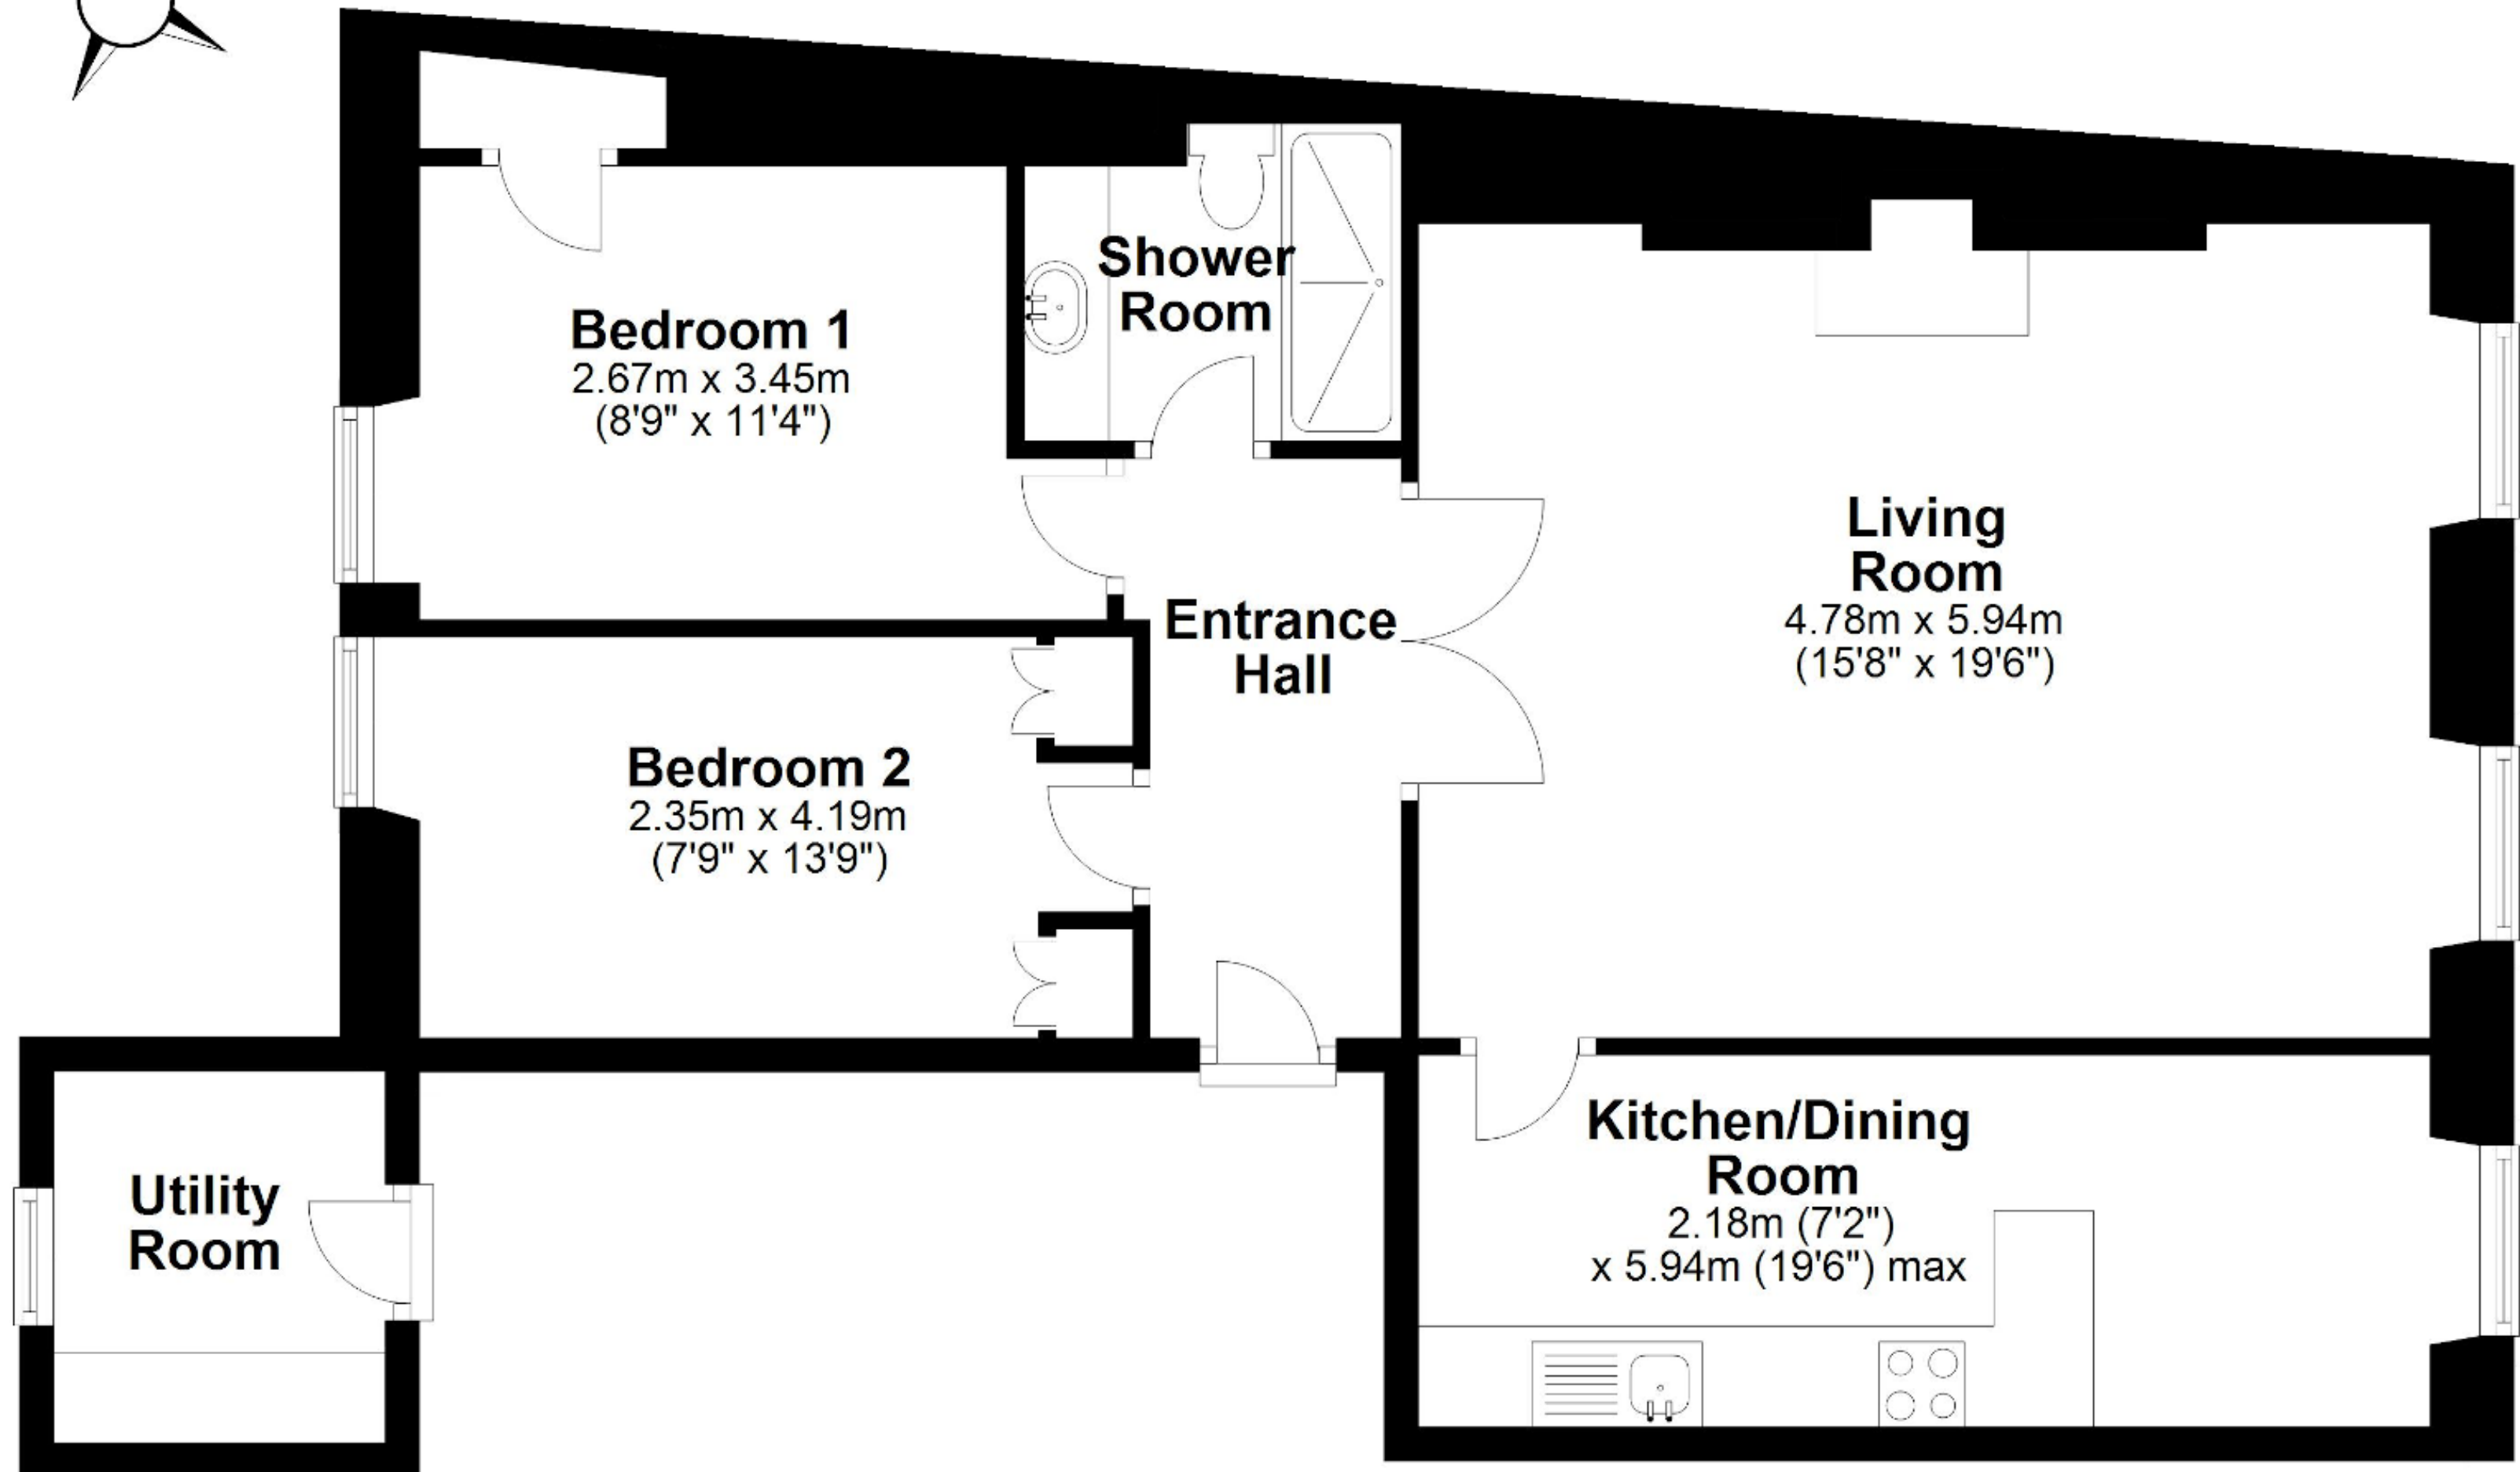 Shower
Room
Bedroom 1
2.67m x 3.45m
(8'9" x 11'4")
Living
Room
4.78m x 5.94m
(15'8" x 19'6")
Entrance
Hall
Bedroom 2
2.35m x 4.19m
(7'9" x 13'9")
Kitchen/Dining
Room
2.18m (7'2")
x 5.94m (19'6") max
Utility
Room